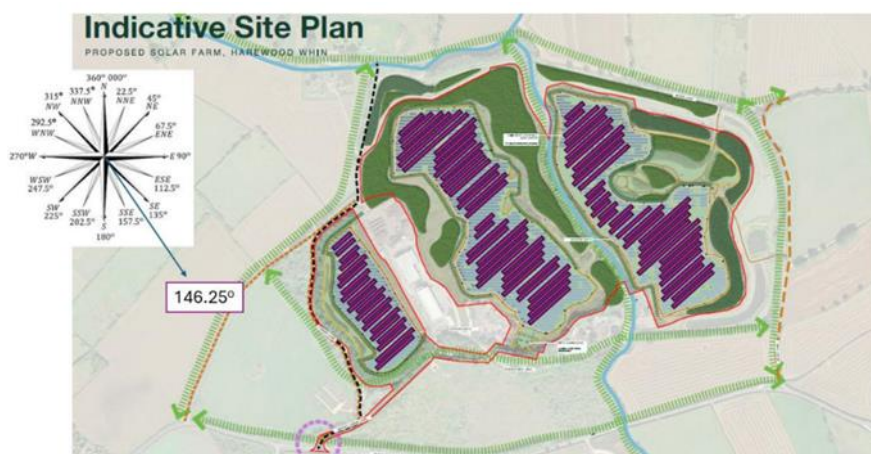 Indicative Site Plan
PROPOSED SOLAR FARM, HAREWOOD WHIN
360° 000°
N
337.5°
NNW
22.5°
NNE
315°
NW
45°
NE
292.5°
WNW
67.5°
ENE
270°W
E 90°
WSW
247.5°
ESE
112.5°
SW
225°
SE
135°
SSW
202.5°
SSE
157.5°
S
180°
146.25°